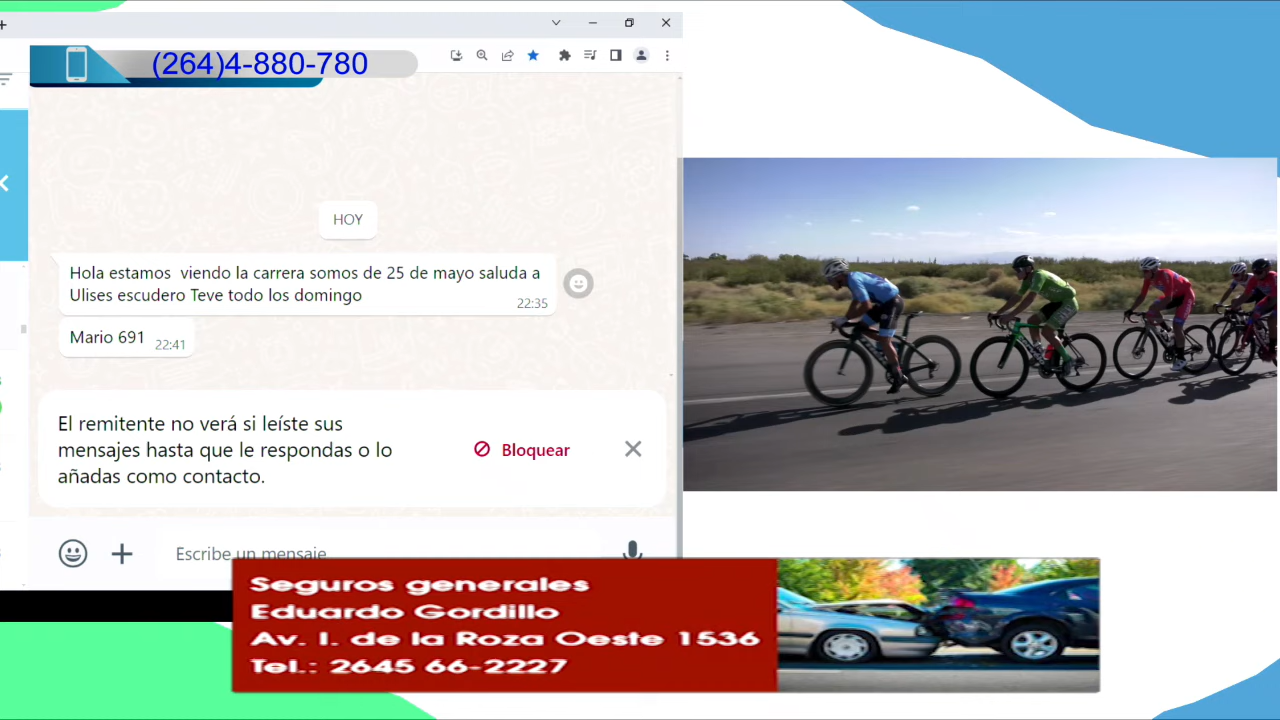 (264)4-880-780
HOY
Hola estamos  viendo la carrera somos de 25 de mayo saluda a
Ulises escudero Teve todo los domingo
22:35
Mario 691
22:41
El remitente no verá si leíste sus
mensajes hasta que le respondas o lo
añadas como contacto.
Bloquear
Escribe un mensaje
Seguros generales
Eduardo Gordillo
Av. I. de la Roza Oeste 1536
Tel.: 2645 66-2227